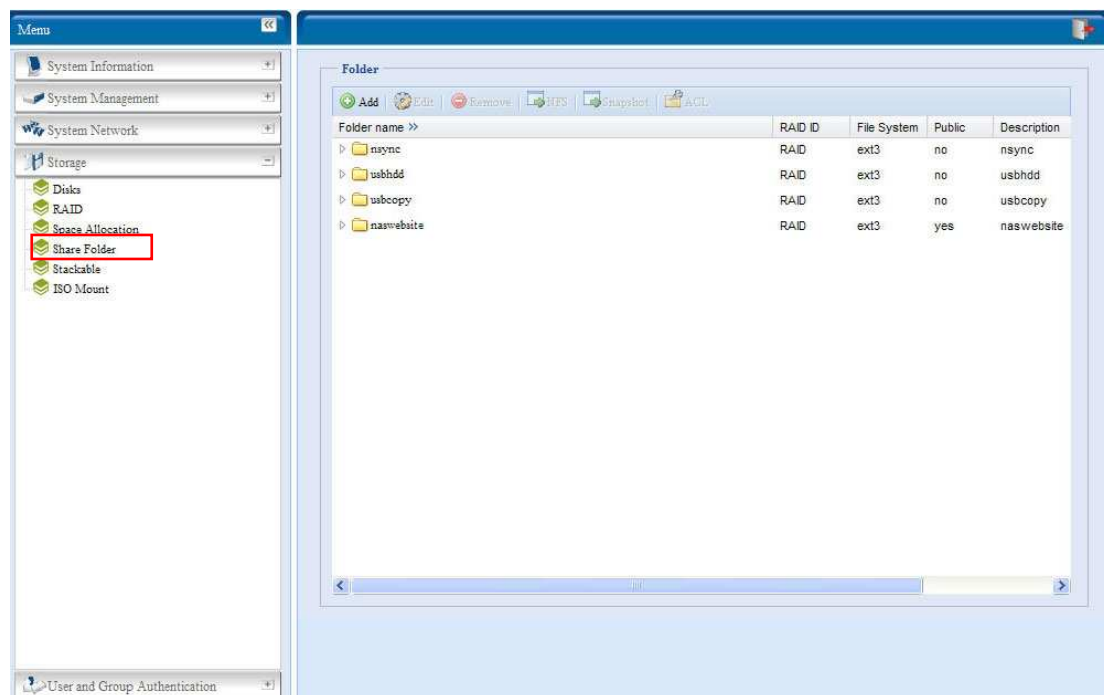 Menu
System Information
System Management
System Network
Storage
Disks
RAID
Space Allocation
Share Folder
Stackable
ISO Mount
User and Group Authentication
Folder
Add Edit Remove NFS Snapshot ACL
Folder name >> RAID ID File System Public Description
nsync RAID ext3 no nsync
usbhdd RAID ext3 no usbhdd
usbcopy RAID ext3 no usbcopy
naswebsite RAID ext3 yes naswebsite